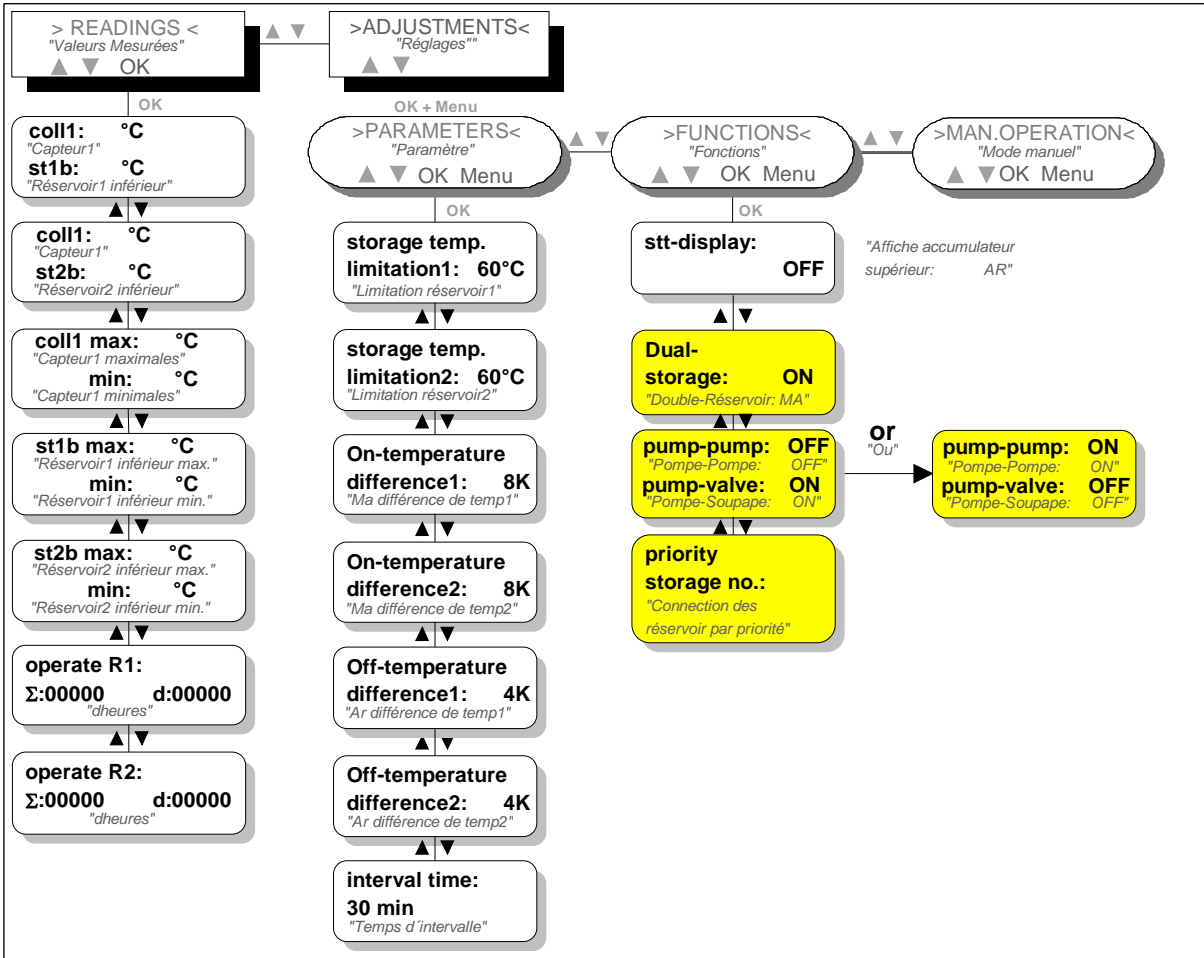 > READINGS <
"Valeurs Mesurées"
▲ ▼ OK
▲ ▼
>ADJUSTMENTS<
"Réglages""
▲ ▼
OK
coll1: °C
"Capteur1"
st1b: °C
"Réservoir1 inférieur"
▲ ▼
coll1: °C
"Capteur1"
st2b: °C
"Réservoir2 inférieur"
▲ ▼
coll1 max: °C
"Capteur1 maximales"
min: °C
"Capteur1 minimales"
▲ ▼
st1b max: °C
"Réservoir1 inférieur max."
min: °C
"Réservoir1 inférieur min."
▲ ▼
st2b max: °C
"Réservoir2 inférieur max."
min: °C
"Réservoir2 inférieur min."
▲ ▼
operate R1:
Σ:00000 d:00000
"dheures"
▲ ▼
operate R2:
Σ:00000 d:00000
"dheures"
OK + Menu
>PARAMETERS<
"Paramètre"
▲ ▼ OK Menu
▲ ▼
>FUNCTIONS<
"Fonctions"
▲ ▼ OK Menu
▲ ▼
>MAN.OPERATION<
"Mode manuel"
▲ ▼ OK Menu
OK
storage temp.
limitation1: 60°C
"Limitation réservoir1"
▲ ▼
storage temp.
limitation2: 60°C
"Limitation réservoir2"
▲ ▼
On-temperature
difference1: 8K
"Ma différence de temp1"
▲ ▼
On-temperature
difference2: 8K
"Ma différence de temp2"
▲ ▼
Off-temperature
difference1: 4K
"Ar différence de temp1"
▲ ▼
Off-temperature
difference2: 4K
"Ar différence de temp2"
▲ ▼
interval time:
30 min
"Temps d´intervalle"
OK
stt-display:
OFF
"Affiche accumulateur
supérieur: AR"
▲ ▼
Dual-
storage: ON
"Double-Réservoir: MA"
▲ ▼
pump-pump: OFF
"Pompe-Pompe: OFF"
pump-valve: ON
"Pompe-Soupape: ON"
or
"Ou"
pump-pump: ON
"Pompe-Pompe: ON"
pump-valve: OFF
"Pompe-Soupape: OFF"
▲ ▼
priority
storage no.:
"Connection des
réservoir par priorité"